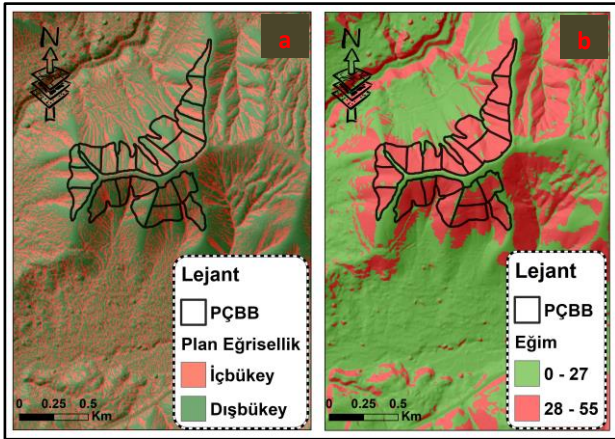 a
N
Lejant
PÇBB
Plan Eğrisellik
İçbükey
Dışbükey
0 0.25 0.5
Km
b
N
Lejant
PÇBB
Eğim
0 - 27
28 - 55
0 0.25 0.5
Km